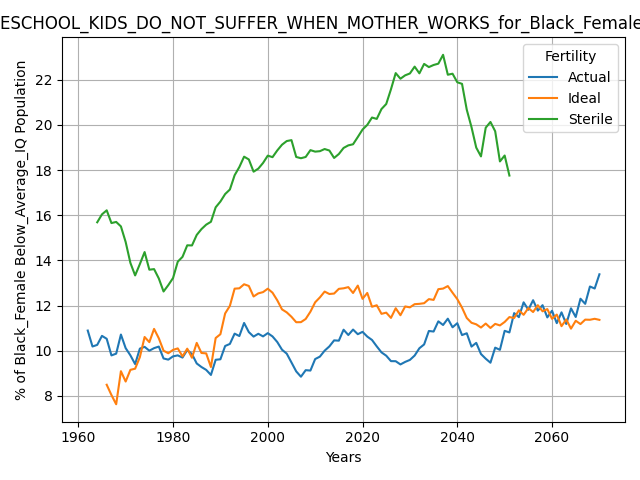 ESCHOOL_KIDS_DO_NOT_SUFFER_WHEN_MOTHER_WORKS_for_Black_Female
Fertility
Actual
Ideal
Sterile
% of Black_Female Below_Average_IQ Population
22
20
18
16
14
12
10
8
1960 1980 2000 2020 2040 2060
Years